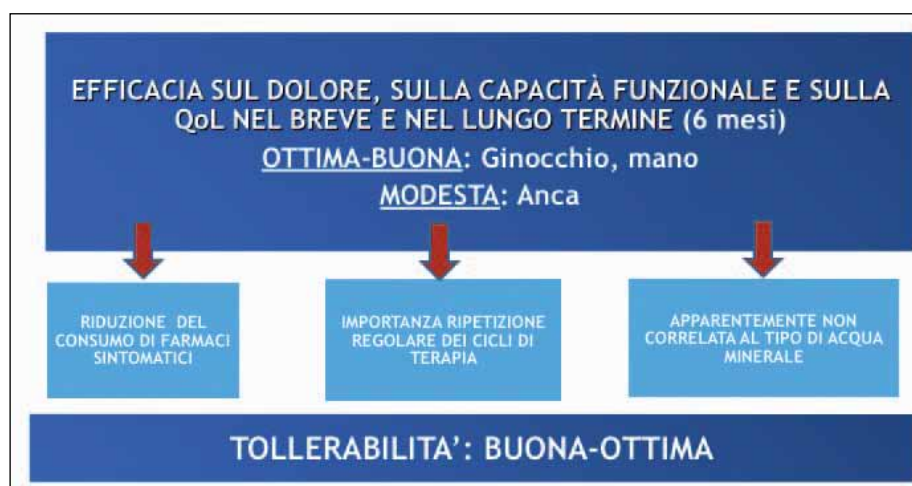 EFFICACIA SUL DOLORE, SULLA CAPACITÀ FUNZIONALE E SULLA
QoL NEL BREVE E NEL LUNGO TERMINE (6 mesi)
OTTIMA-BUONA: Ginocchio, mano
MODESTA: Anca
RIDUZIONE DEL
CONSUMO DI FARMACI
SINTOMATICI
IMPORTANZA RIPETIZIONE
REGOLARE DEI CICLI DI
TERAPIA
APPARENTEMENTE NON
CORRELATA AL TIPO DI ACQUA
MINERALE
TOLLERABILITA’: BUONA-OTTIMA